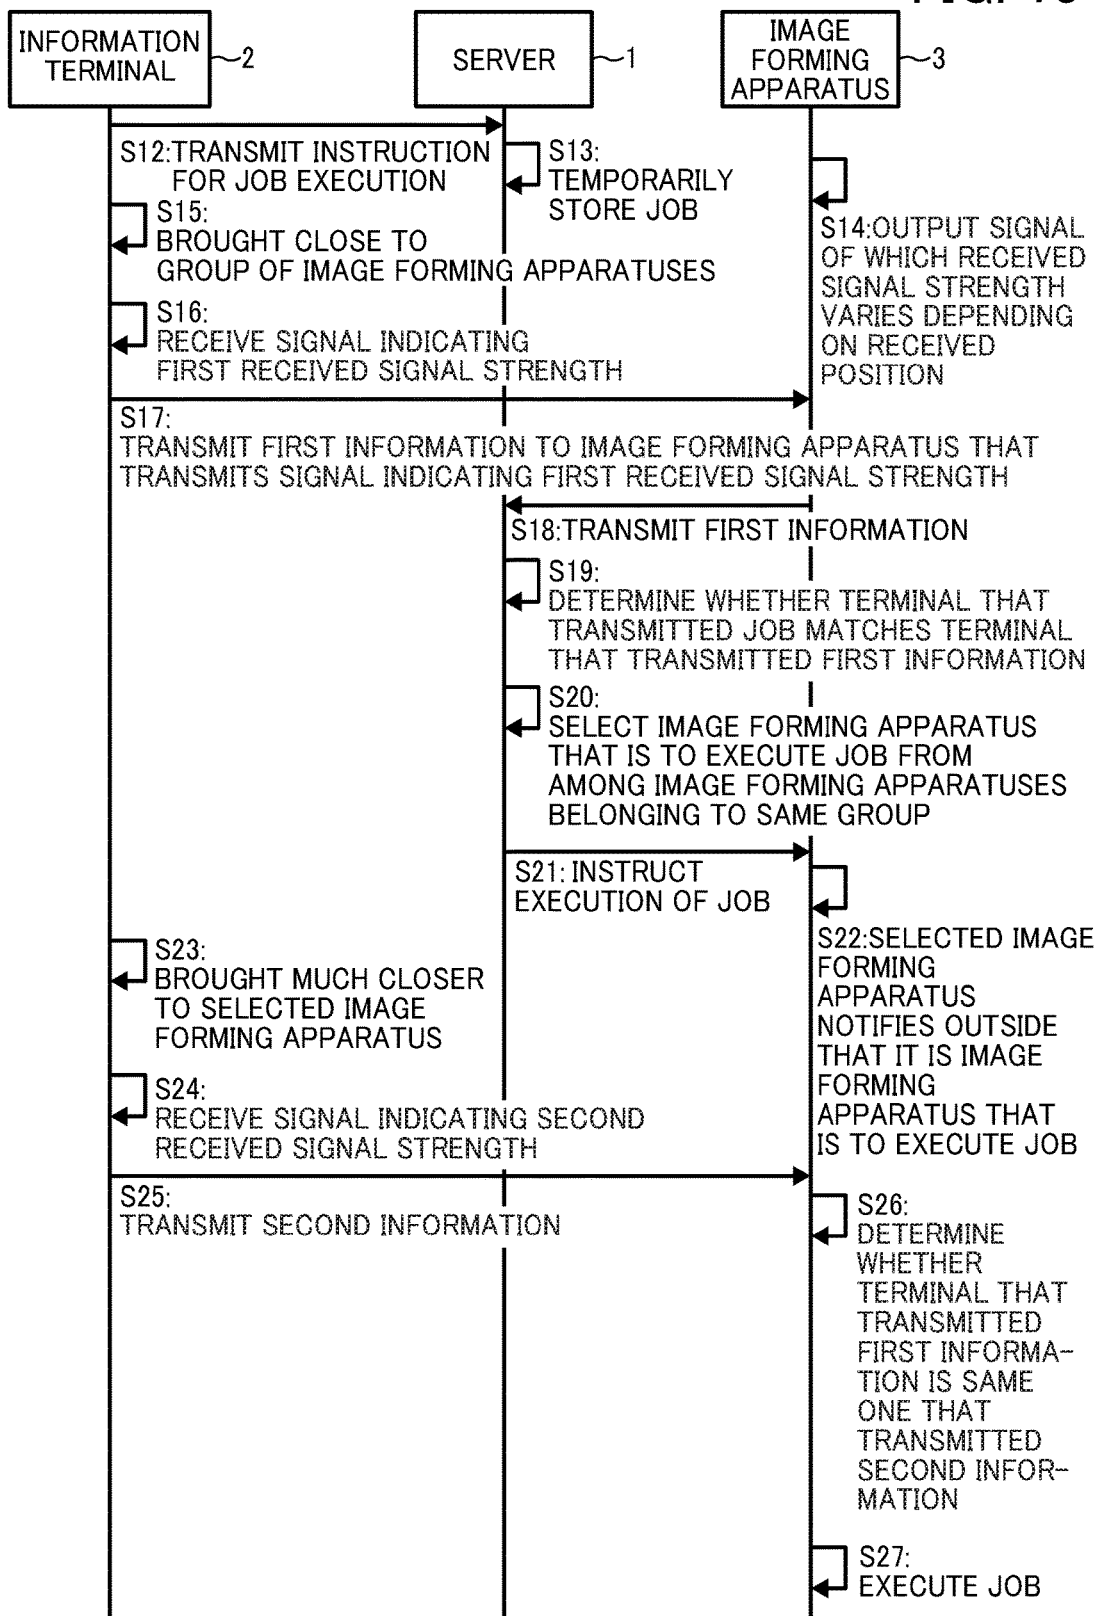 INFORMATION
TERMINAL
2
SERVER
1
IMAGE
FORMING
APPARATUS
3
S12:TRANSMIT INSTRUCTION
FOR JOB EXECUTION
S13:
TEMPORARILY
STORE JOB
S14:OUTPUT SIGNAL
OF WHICH RECEIVED
SIGNAL STRENGTH
VARIES DEPENDING
ON RECEIVED
POSITION
S15:
BROUGHT CLOSE TO
GROUP OF IMAGE FORMING APPARATUSES
S16:
RECEIVE SIGNAL INDICATING
FIRST RECEIVED SIGNAL STRENGTH
S17:
TRANSMIT FIRST INFORMATION TO IMAGE FORMING APPARATUS THAT
TRANSMITS SIGNAL INDICATING FIRST RECEIVED SIGNAL STRENGTH
S18:TRANSMIT FIRST INFORMATION
S19:
DETERMINE WHETHER TERMINAL THAT
TRANSMITTED JOB MATCHES TERMINAL
THAT TRANSMITTED FIRST INFORMATION
S20:
SELECT IMAGE FORMING APPARATUS
THAT IS TO EXECUTE JOB FROM
AMONG IMAGE FORMING APPARATUSES
BELONGING TO SAME GROUP
S21: INSTRUCT
EXECUTION OF JOB
S22:SELECTED IMAGE
FORMING
APPARATUS
NOTIFIES OUTSIDE
THAT IT IS IMAGE
FORMING
APPARATUS THAT
IS TO EXECUTE JOB
S23:
BROUGHT MUCH CLOSER
TO SELECTED IMAGE
FORMING APPARATUS
S24:
RECEIVE SIGNAL INDICATING SECOND
RECEIVED SIGNAL STRENGTH
S25:
TRANSMIT SECOND INFORMATION
S26:
DETERMINE
WHETHER
TERMINAL THAT
TRANSMITTED
FIRST INFORMA-
TION IS SAME
ONE THAT
TRANSMITTED
SECOND INFOR-
MATION
S27:
EXECUTE JOB